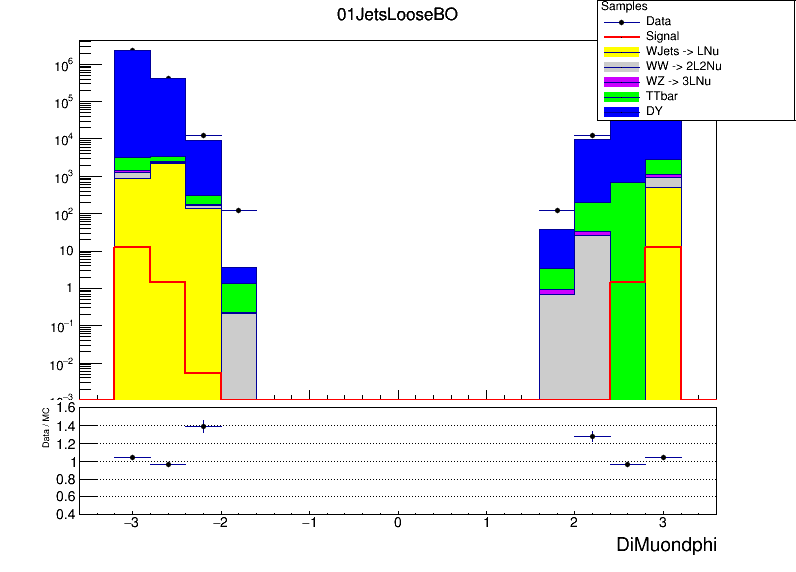 01JetsLooseBO
Samples
Data
Signal
WJets -> LNu
WW -> 2L2Nu
WZ -> 3LNu
TTbar
DY
10^6
10^5
10^4
10^3
10^2
10
1
10^-1
10^-2
-3
1.6
1.4
1.2
1
0.8
0.6
0.4
Data / MC
−3 −2 −1 0 1 2 3
DiMuondphi